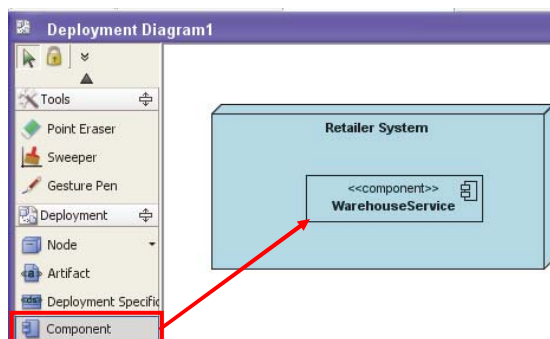 Deployment Diagram1
Tools
Point Eraser
Sweeper
Gesture Pen
Deployment
Node
Artifact
Deployment Specific
Component
Retailer System
<<component>>
WarehouseService